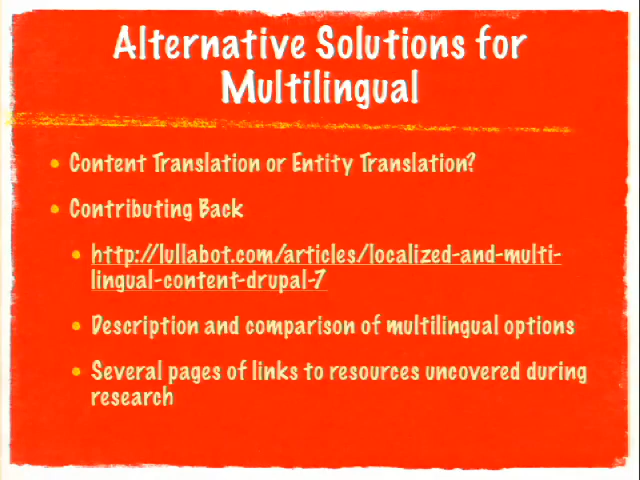 Alternative Solutions for
Multilingual
• Content Translation or Entity Translation?
• Contributing Back
• http://lullabot.com/articles/localized-and-multi-
lingual-content-drupal-7
• Description and comparison of multilingual options
• Several pages of links to resources uncovered during
research